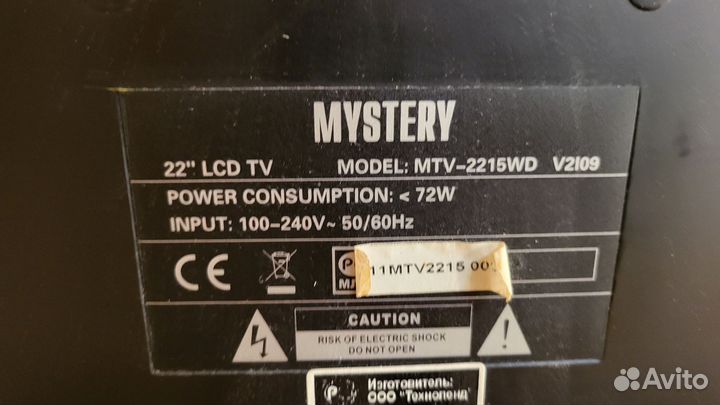 MYSTERY
22" LCD TV MODEL: MTV-2215WD V2I09
POWER CONSUMPTION: < 72W
INPUT: 100-240V~ 50/60Hz
CE
11MTV2215 00
CAUTION
RISK OF ELECTRIC SHOCK
DO NOT OPEN
Изготовитель:
ООО "Технопенд"
Avito